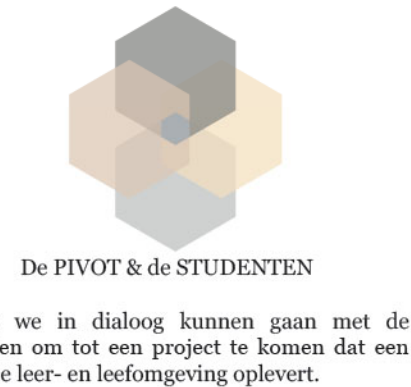 De PIVOT & de STUDENTEN
we in dialoog kunnen gaan met de
en om tot een project te komen dat een
e leer- en leefomgeving oplevert.